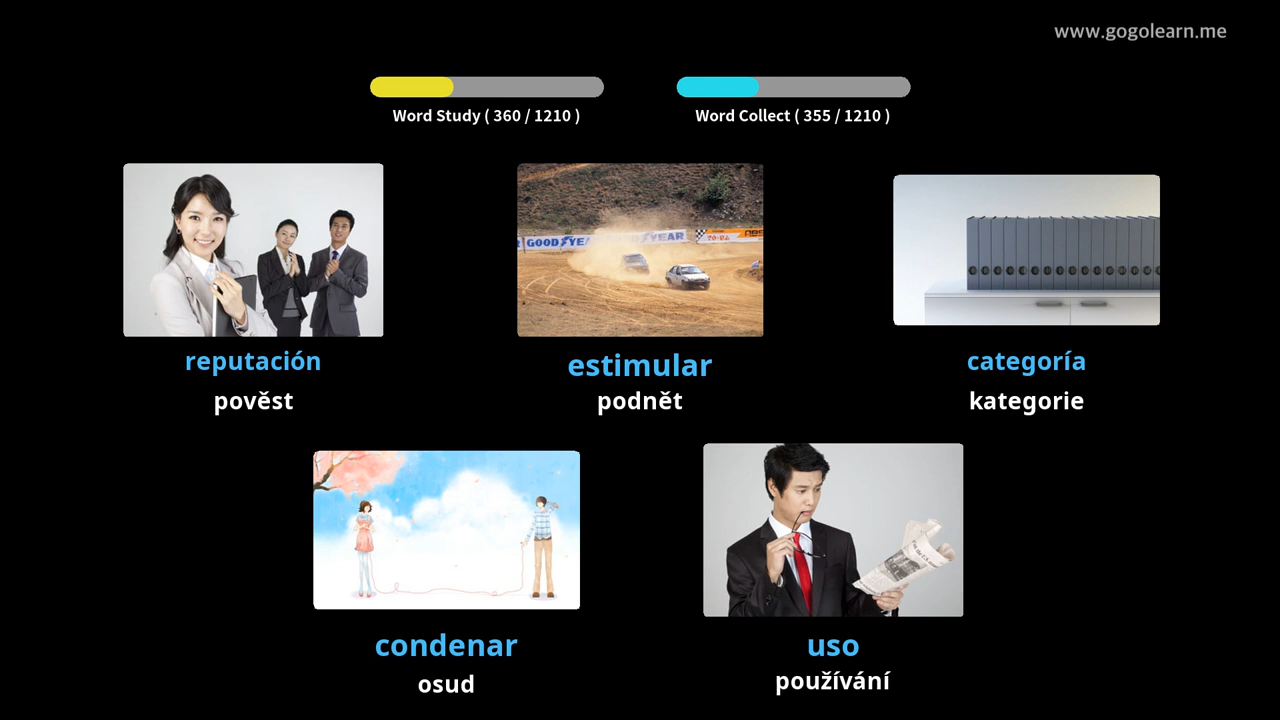 www.gogolearn.me
Word Study ( 360 / 1210 )
Word Collect ( 355 / 1210 )
GOODYEAR
reputación
estimular
categoría
pověst
podnět
kategorie
condenar
uso
osud
používání